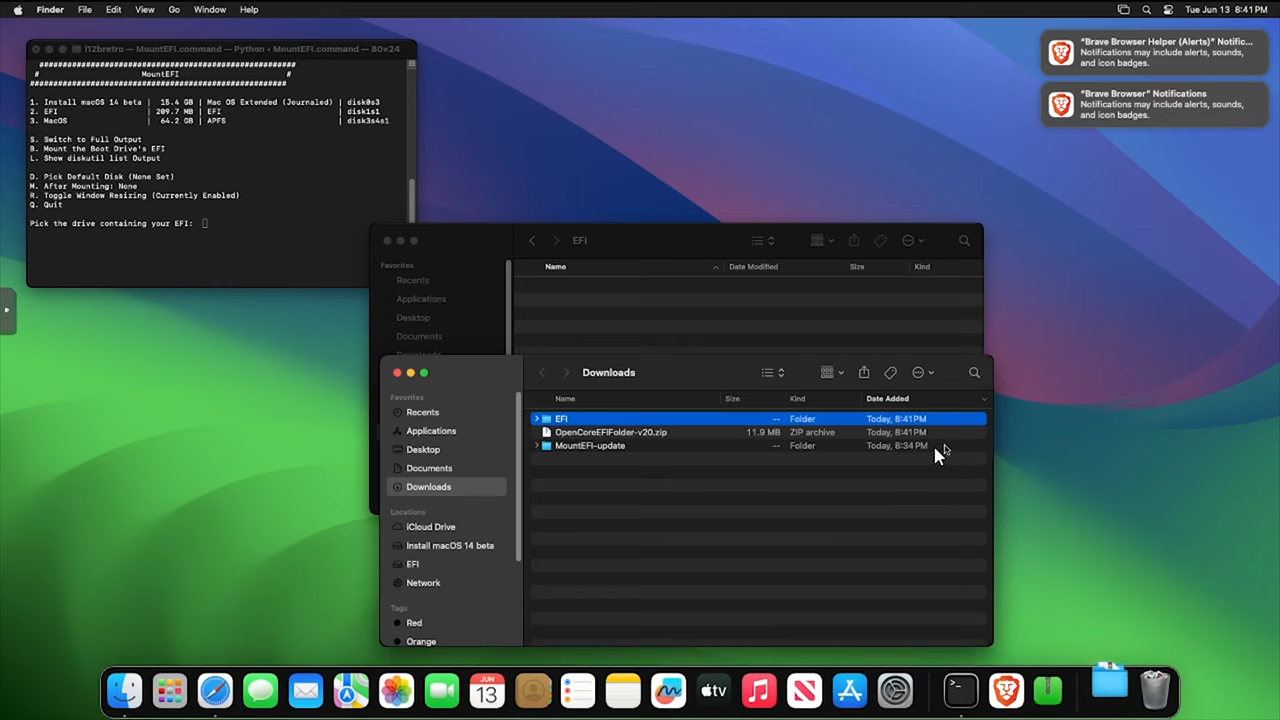 Finder File Edit View Go Window Help
Tue Jun 13 8:41 PM
i12bretro — MountEFI.command — Python • MountEFI.command — 80×24
#######################################################
# MountEFI #
#######################################################
1. Install macOS 14 beta | 15.4 GB | Mac OS Extended (Journaled) | disk0s3
2. EFI | 209.7 MB | EFI | disk1s1
3. MacOS | 64.2 GB | APFS | disk3s4s1
S. Switch to Full Output
B. Mount the Boot Drive's EFI
L. Show diskutil list Output
D. Pick Default Disk (None Set)
M. After Mounting: None
R. Toggle Window Resizing (Currently Enabled)
Q. Quit
Pick the drive containing your EFI:
"Brave Browser Helper (Alerts)" Notific...
Notifications may include alerts, sounds,
and icon badges.
"Brave Browser" Notifications
Notifications may include alerts, sounds,
and icon badges.
EFI
Favorites
Recents
Applications
Desktop
Documents
Name Date Modified Size Kind
Downloads
Favorites
Recents
Applications
Desktop
Documents
Downloads
Locations
iCloud Drive
Install macOS 14 beta
EFI
Network
Tags
Red
Orange
Name Size Kind Date Added
EFI -- Folder Today, 8:41 PM
OpenCoreEFIFolder-v20.zip 11.9 MB ZIP archive Today, 8:41 PM
MountEFI-update -- Folder Today, 8:34 PM
JUN
13
tv